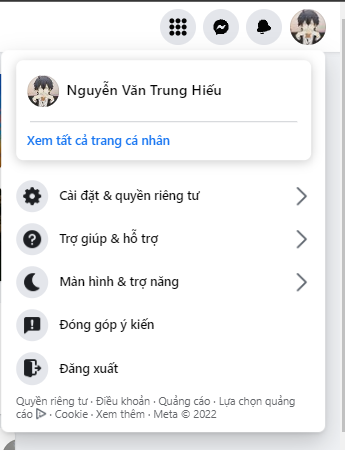 Nguyễn Văn Trung Hiếu
Xem tất cả trang cá nhân
Cài đặt & quyền riêng tư
Trợ giúp & hỗ trợ
Màn hình & trợ năng
Đóng góp ý kiến
Đăng xuất
Quyền riêng tư · Điều khoản · Quảng cáo · Lựa chọn quảng
cáo · Cookie · Xem thêm · Meta © 2022